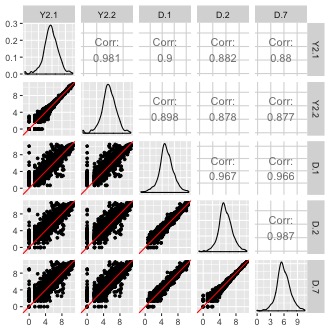 Y2.1 Y2.2 D.1 D.2 D.7
0.3
0.2
0.1
0.0
Corr:
0.981
Corr:
0.9
Corr:
0.882
Corr:
0.88
Y2.1
8
4
0
Corr:
0.898
Corr:
0.878
Corr:
0.877
Y2.2
8
4
0
Corr:
0.967
Corr:
0.966
D.1
8
4
0
Corr:
0.987
D.2
8
4
0
D.7
0 4 8 0 4 8 0 4 8 0 4 8 0 3 6 9